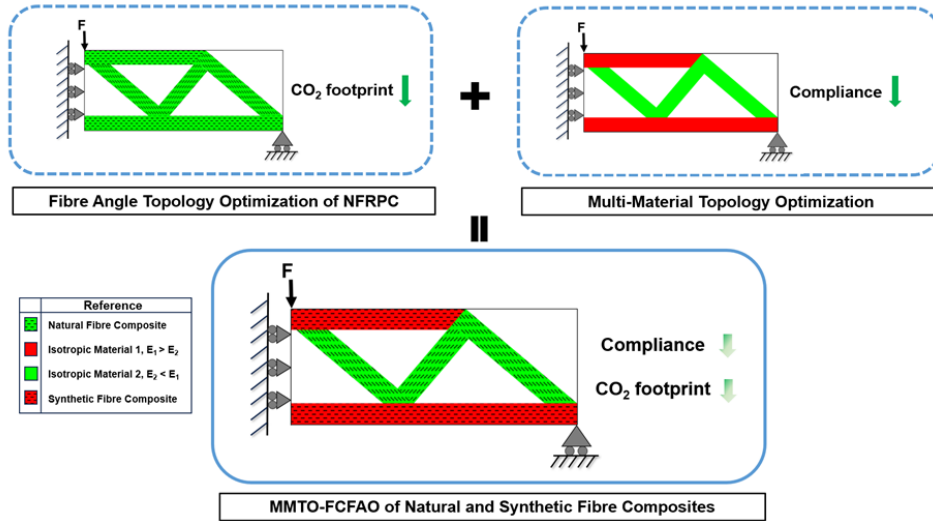 F
CO₂ footprint
F
Compliance
Fibre Angle Topology Optimization of NFRPC
Multi-Material Topology Optimization
F
Reference
Natural Fibre Composite
Isotropic Material 1, E₁ > E₂
Isotropic Material 2, E₂ < E₁
Synthetic Fibre Composite
Compliance
CO₂ footprint
MMTO-FCFAO of Natural and Synthetic Fibre Composites